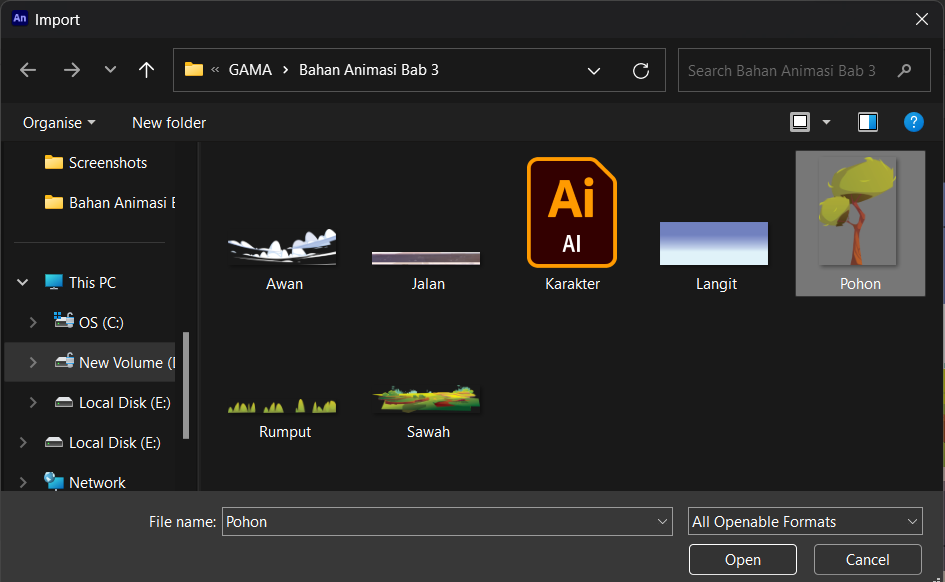 An Import
« GAMA > Bahan Animasi Bab 3
Search Bahan Animasi Bab 3
Organise
New folder
?
Screenshots
Bahan Animasi
This PC
OS (C:)
New Volume (
Local Disk (E:)
Local Disk (E:)
Network
Awan
Jalan
Ai
AI
Karakter
Langit
Pohon
Rumput
Sawah
File name: Pohon
All Openable Formats
Open
Cancel